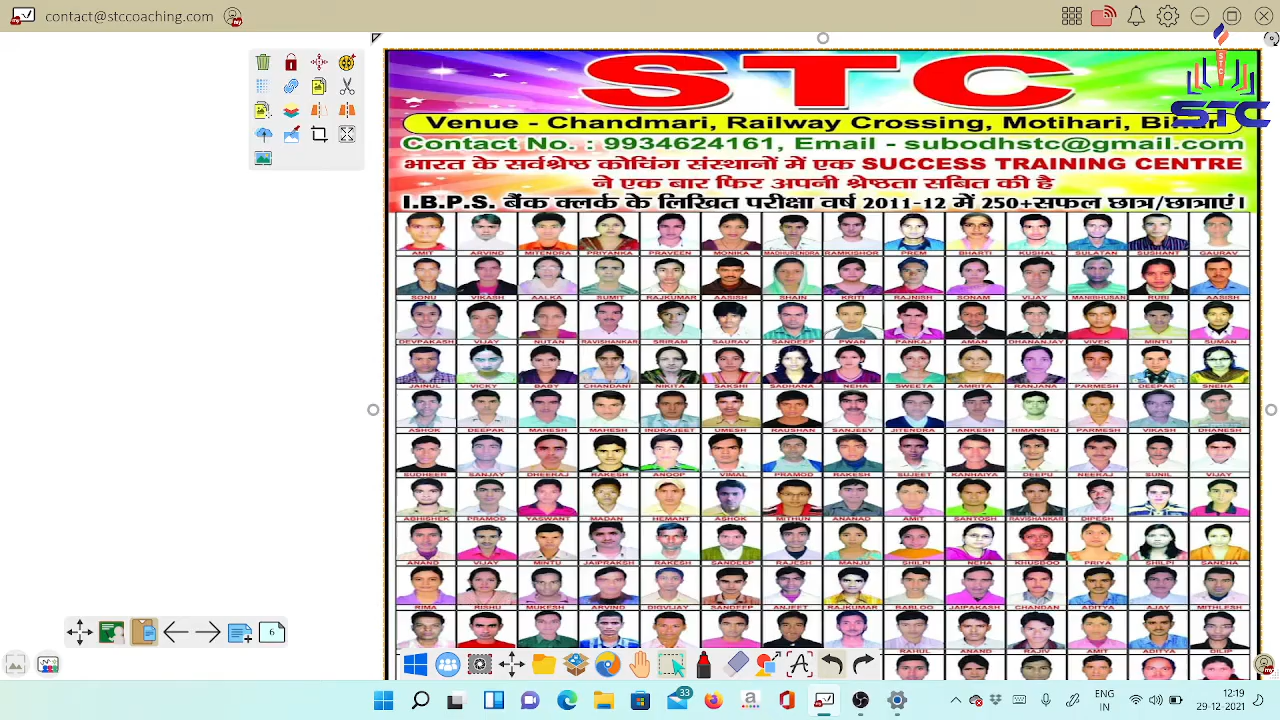 contact@stccoaching.com
STC
STC
Venue - Chandmari, Railway Crossing, Motihari, Bihar
Contact No. : 9934624161, Email - subodhstc@gmail.com
भारत के सर्वश्रेष्ठ कोचिंग संस्थानों में एक SUCCESS TRAINING CENTRE
ने एक बार फिर अपनी श्रेष्ठता सबित की है
I.B.P.S. बैंक क्लर्क के लिखित परीक्षा वर्ष 2011-12 में 250+सफल छात्र/छात्राएं।
AMIT ARVIND MITENDRA PRIYANKA PRAVEEN MONIKA MADHURENDRA RAMKISHOR PREM BHARTI KUSHAL SULATAN SUSHANT GAURAV
SONU VIKASH AALKA SUMIT RAJKUMAR AASISH SHAIN KRITI RAJNISH SONAM VIJAY MANIBHUSAN RUBI AASISH
DEVPAKASH VIJAY NUTAN RAVISHANKAR SRIRAM SAURAV SANDEEP PWAN PANKAJ AMAN DHANANJAY VIVEK MINTU SUMAN
JAINUL VICKY BABY CHANDANI NIKITA SAKSHI SADHANA NEHA SWEETA AMRITA RANJANA PARMESH DEEPAK SNEHA
ASHOK DEEPAK MAHESH MAHESH INDRAJEET UMESH RAUSHAN SANJEEV JITENDRA ANKESH HIMANSHU PARMESH VIKASH DHANESH
SUDHEER SANJAY DHEERAJ RAKESH ANOOP VIMAL PRAMOD RAKESH SUJEET KANHAIYA DEEPU NEERAJ SUNIL VIJAY
ABHISHEK PRAMOD YASWANT MADAN HEMANT ASHOK MITHUN ANANAD AMIT SANTOSH RAVISHANKAR DIPESH
ANAND VIJAY MINTU JAIPRAKSH RAKESH SANDEEP RAJESH MANJU SHILPI NEHA KHUSBOO PRIYA SHILPI SANEHA
RIMA RISHU MUKESH ARVIND DIGVIJAY SANDEEP ANJEET RAJKUMAR BABLOO JAIPAKASH CHANDAN ADITYA AJAY MITHLESH
RAHUL ANAND RAJIV AMIT ADITYA DILIP
6
33
ENG
IN
12:19
29-12-2021